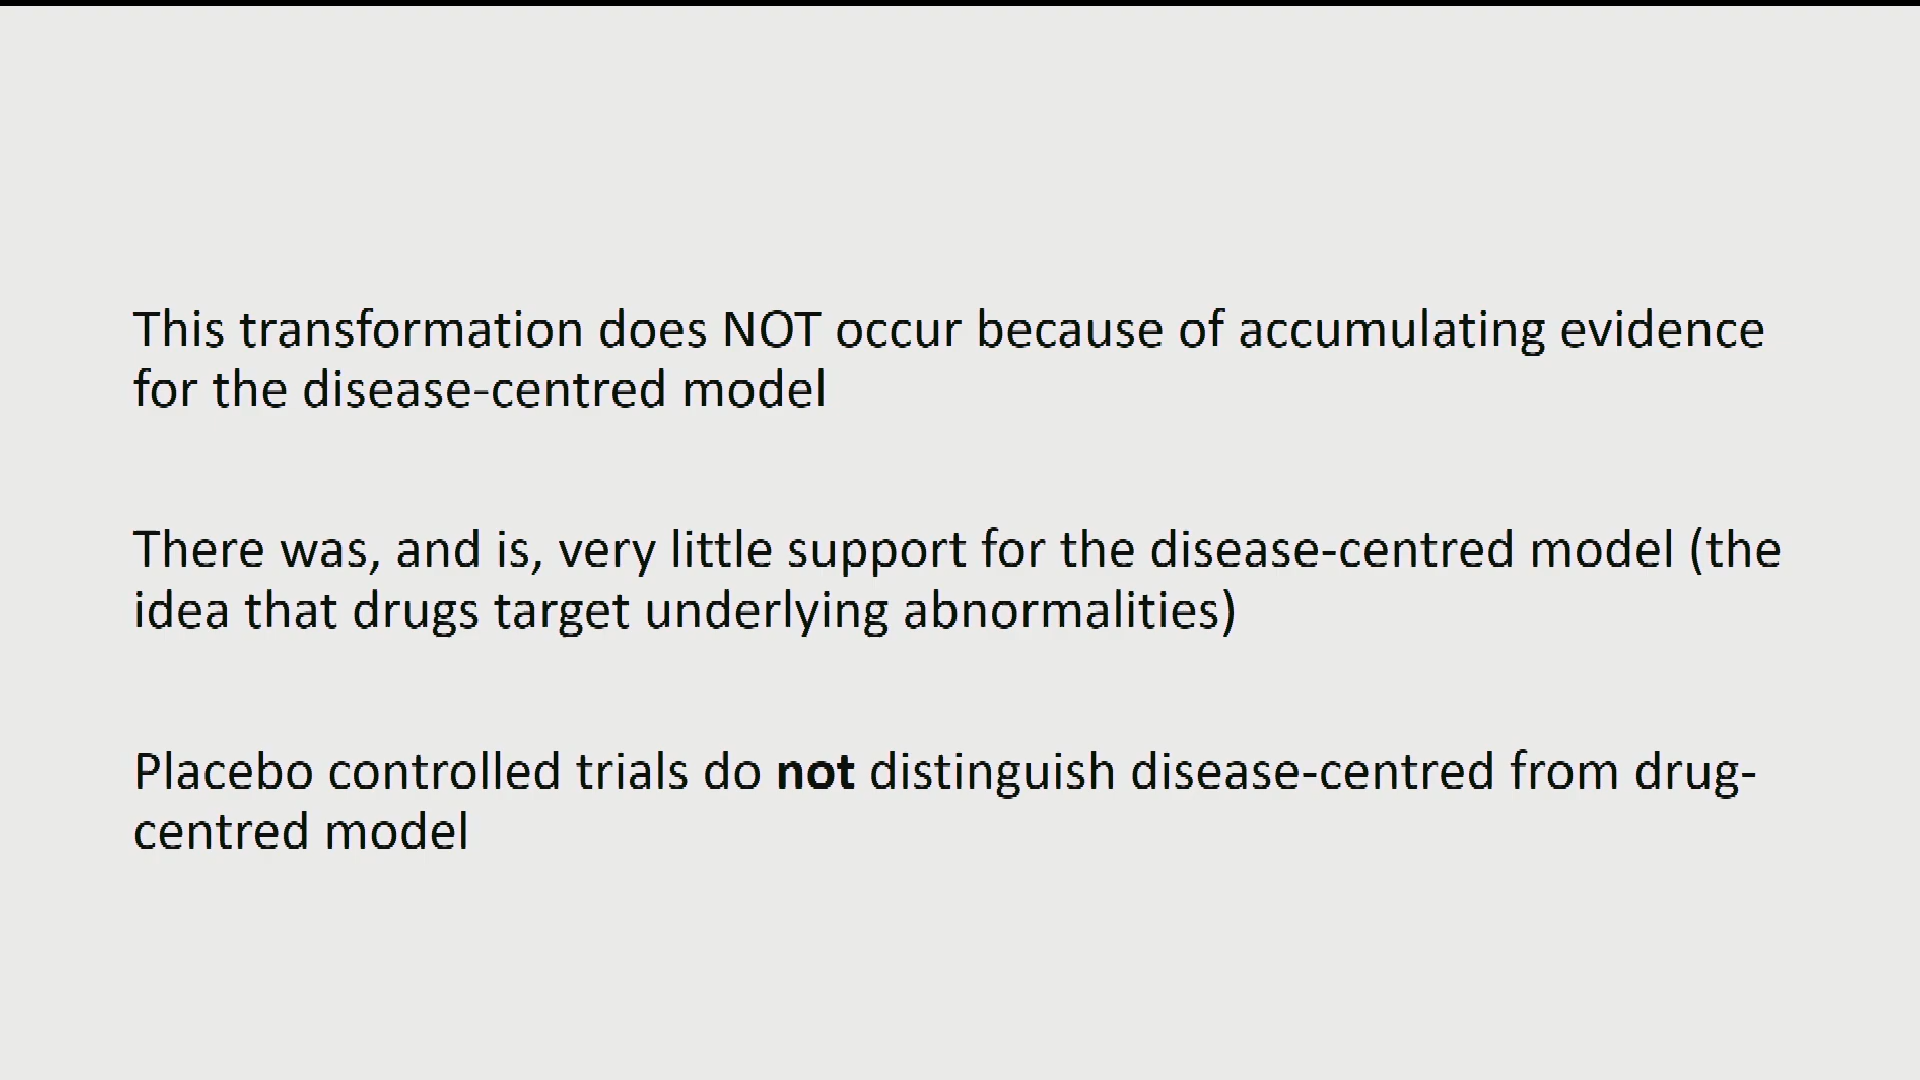 This transformation does NOT occur because of accumulating evidence
for the disease-centred model
There was, and is, very little support for the disease-centred model (the
idea that drugs target underlying abnormalities)
Placebo controlled trials do not distinguish disease-centred from drug-
centred model